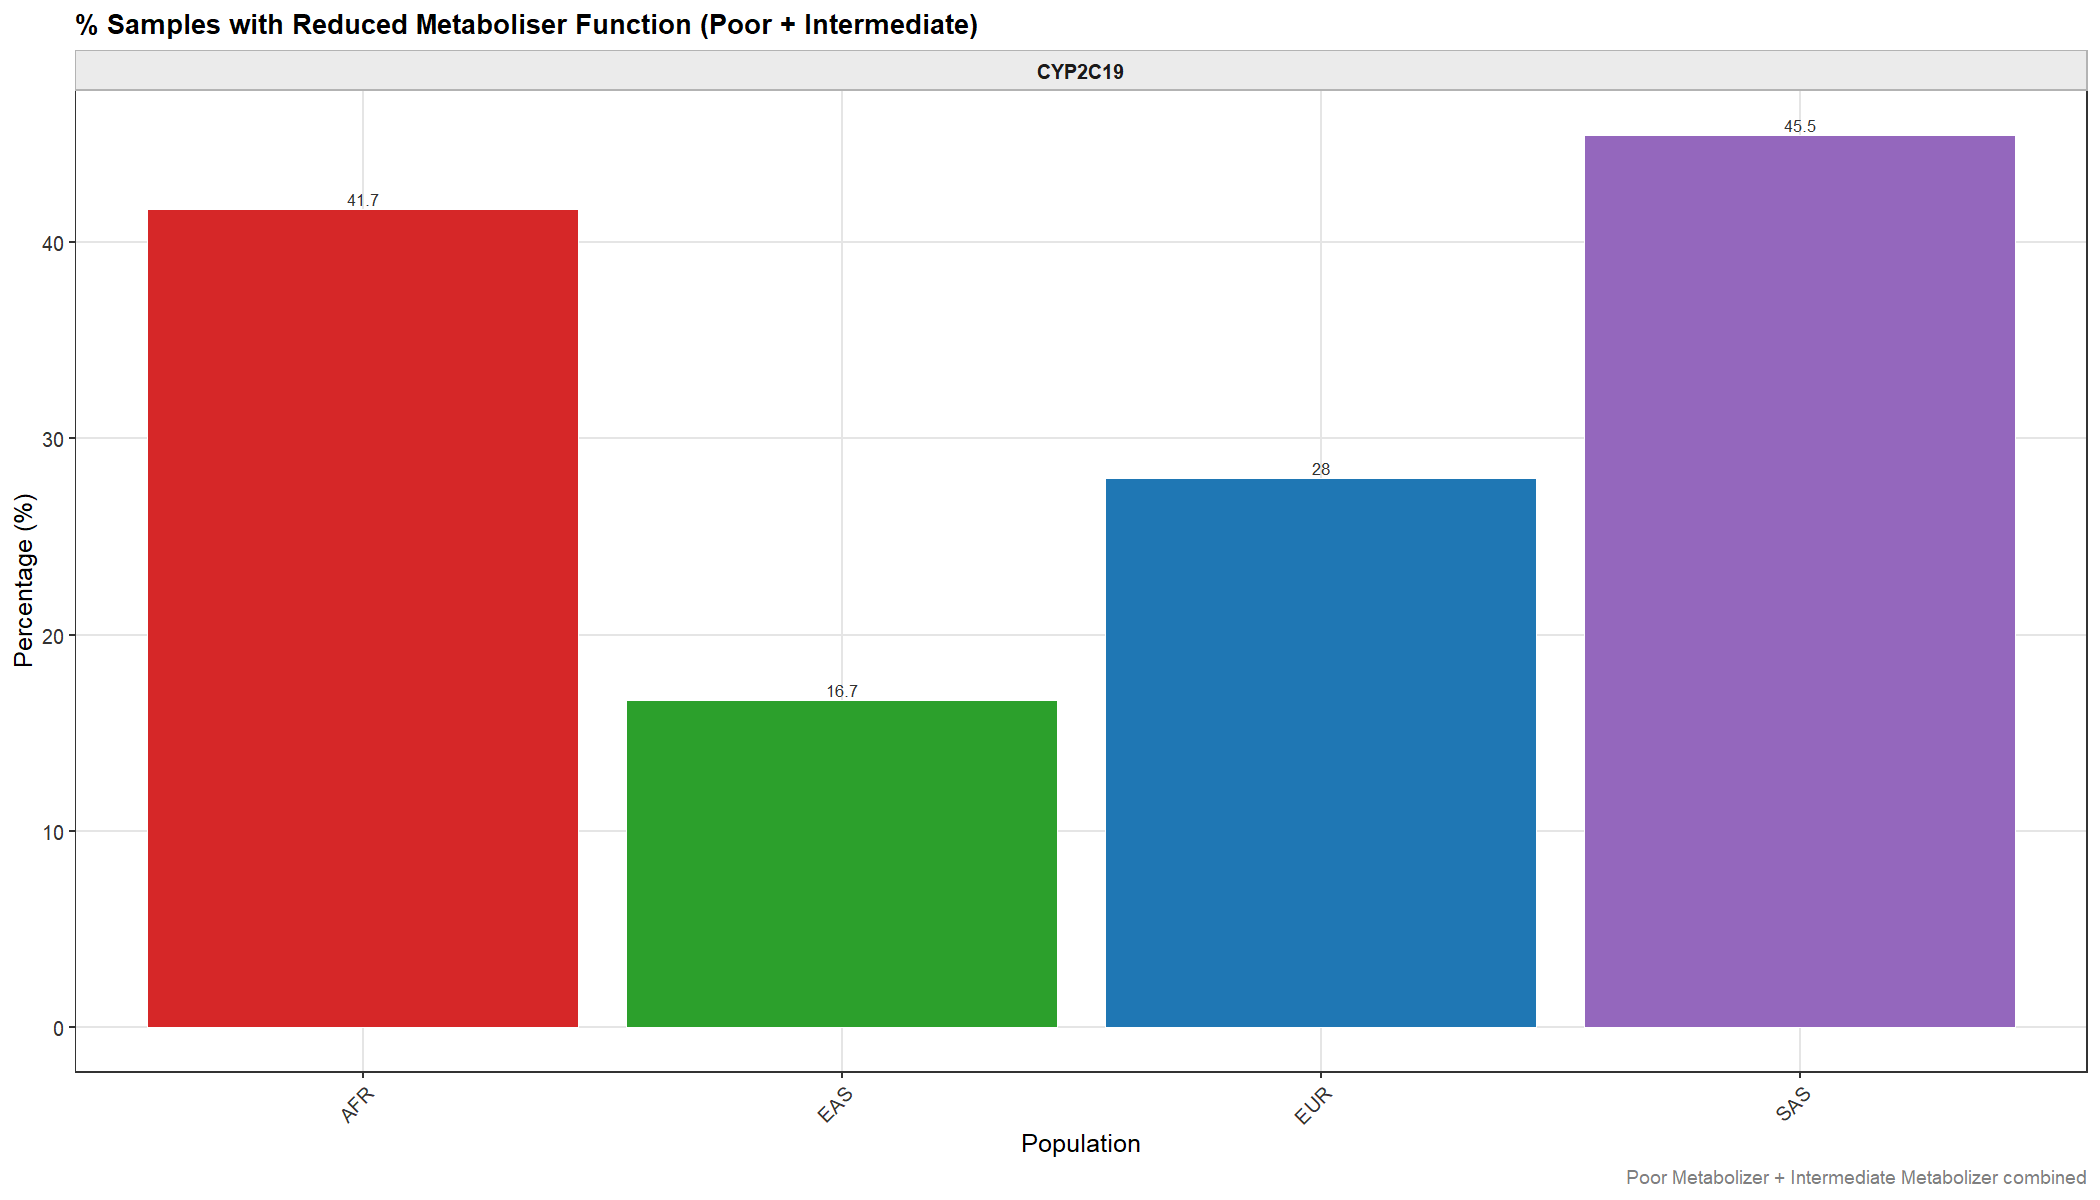 % Samples with Reduced Metaboliser Function (Poor + Intermediate)
CYP2C19
45.5
41.7
40
30
28
20
16.7
10
0
Percentage (%)
AFR
EAS
EUR
SAS
Population
Poor Metabolizer + Intermediate Metabolizer combined